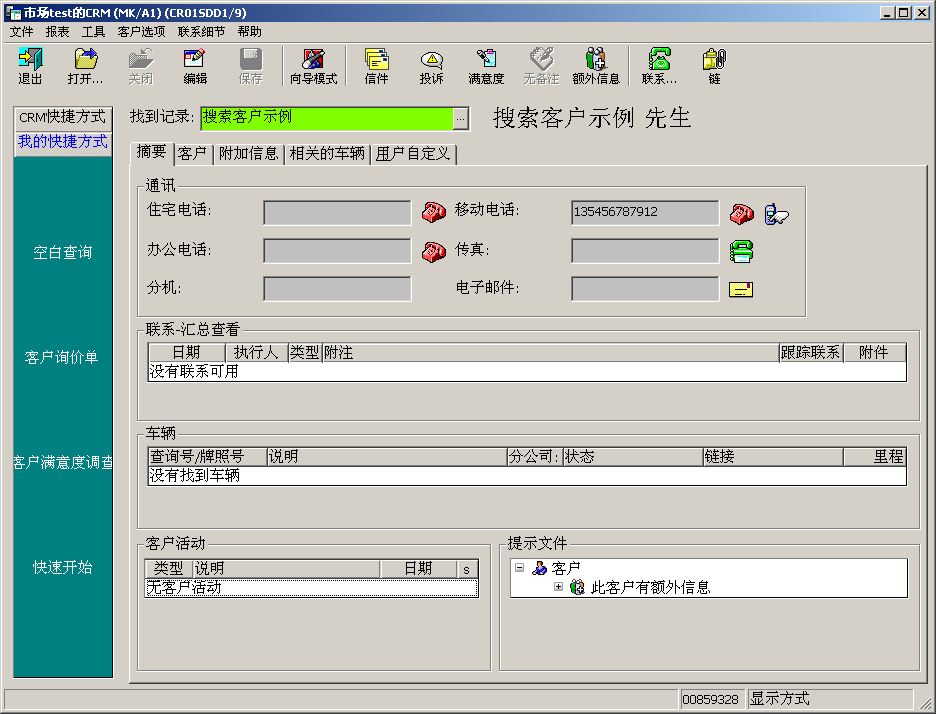 市场test的CRM (MK/A1) (CR01SDD1/9)
文件 报表 工具 客户选项 联系细节 帮助
退出 打开... 关闭 编辑 保存 向导模式 信件 投诉 满意度 无备注 额外信息 联系... 链
CRM快捷方式
我的快捷方式
空白查询
客户询价单
客户满意度调查
快速开始
找到记录: 搜索客户示例 ... 搜索客户示例 先生
摘要 客户 附加信息 相关的车辆 用户自定义
通讯
住宅电话: 移动电话: 135456787912
办公电话: 传真:
分机: 电子邮件:
联系-汇总查看
日期 执行人 类型 附注 跟踪联系 附件
没有联系可用
车辆
查询号/牌照号 说明 分公司: 状态 链接 里程
没有找到车辆
客户活动
类型 说明 日期 s
无客户活动
提示文件
客户
此客户有额外信息
00859328 显示方式